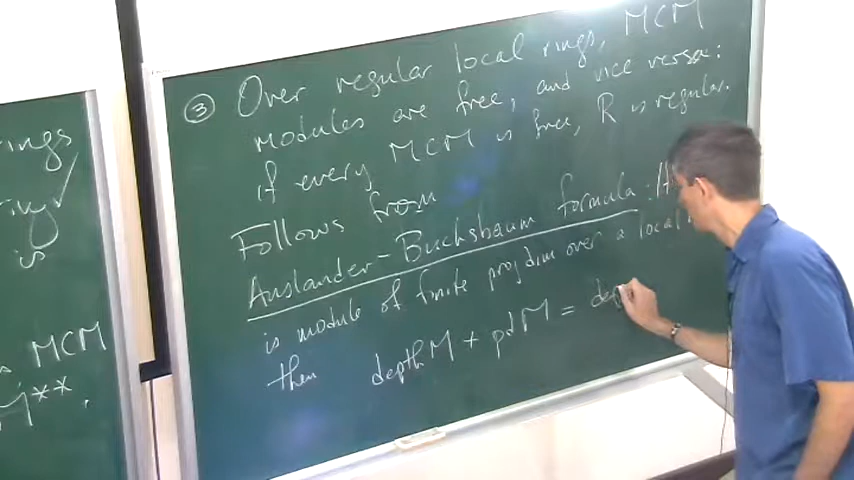 ③ Over regular local rings, MCM
modules are free, and vice versa:
if every MCM is free, R is regular.
Follows from
Auslander-Buchsbaum formula: If
is module of finite proj dim over a local
then depth M + pd M = dep
MCM
M**,